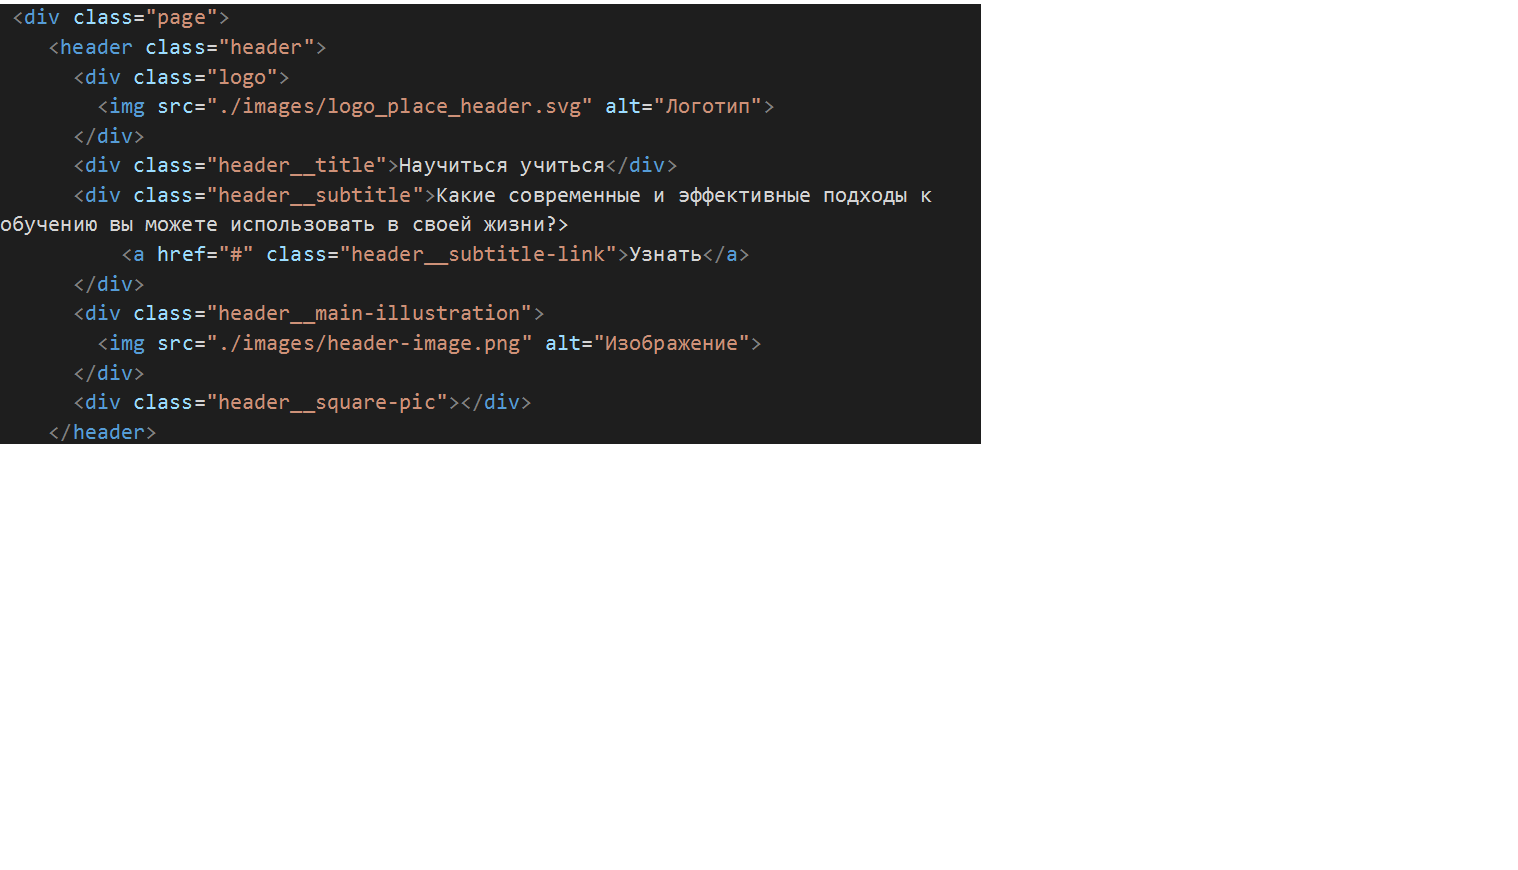 <div class="page">
<header class="header">
<div class="logo">
<img src="./images/logo_place_header.svg" alt="Логотип">
</div>
<div class="header__title">Научиться учиться</div>
<div class="header__subtitle">Какие современные и эффективные подходы к
обучению вы можете использовать в своей жизни?>
<a href="#" class="header__subtitle-link">Узнать</a>
</div>
<div class="header__main-illustration">
<img src="./images/header-image.png" alt="Изображение">
</div>
<div class="header__square-pic"></div>
</header>